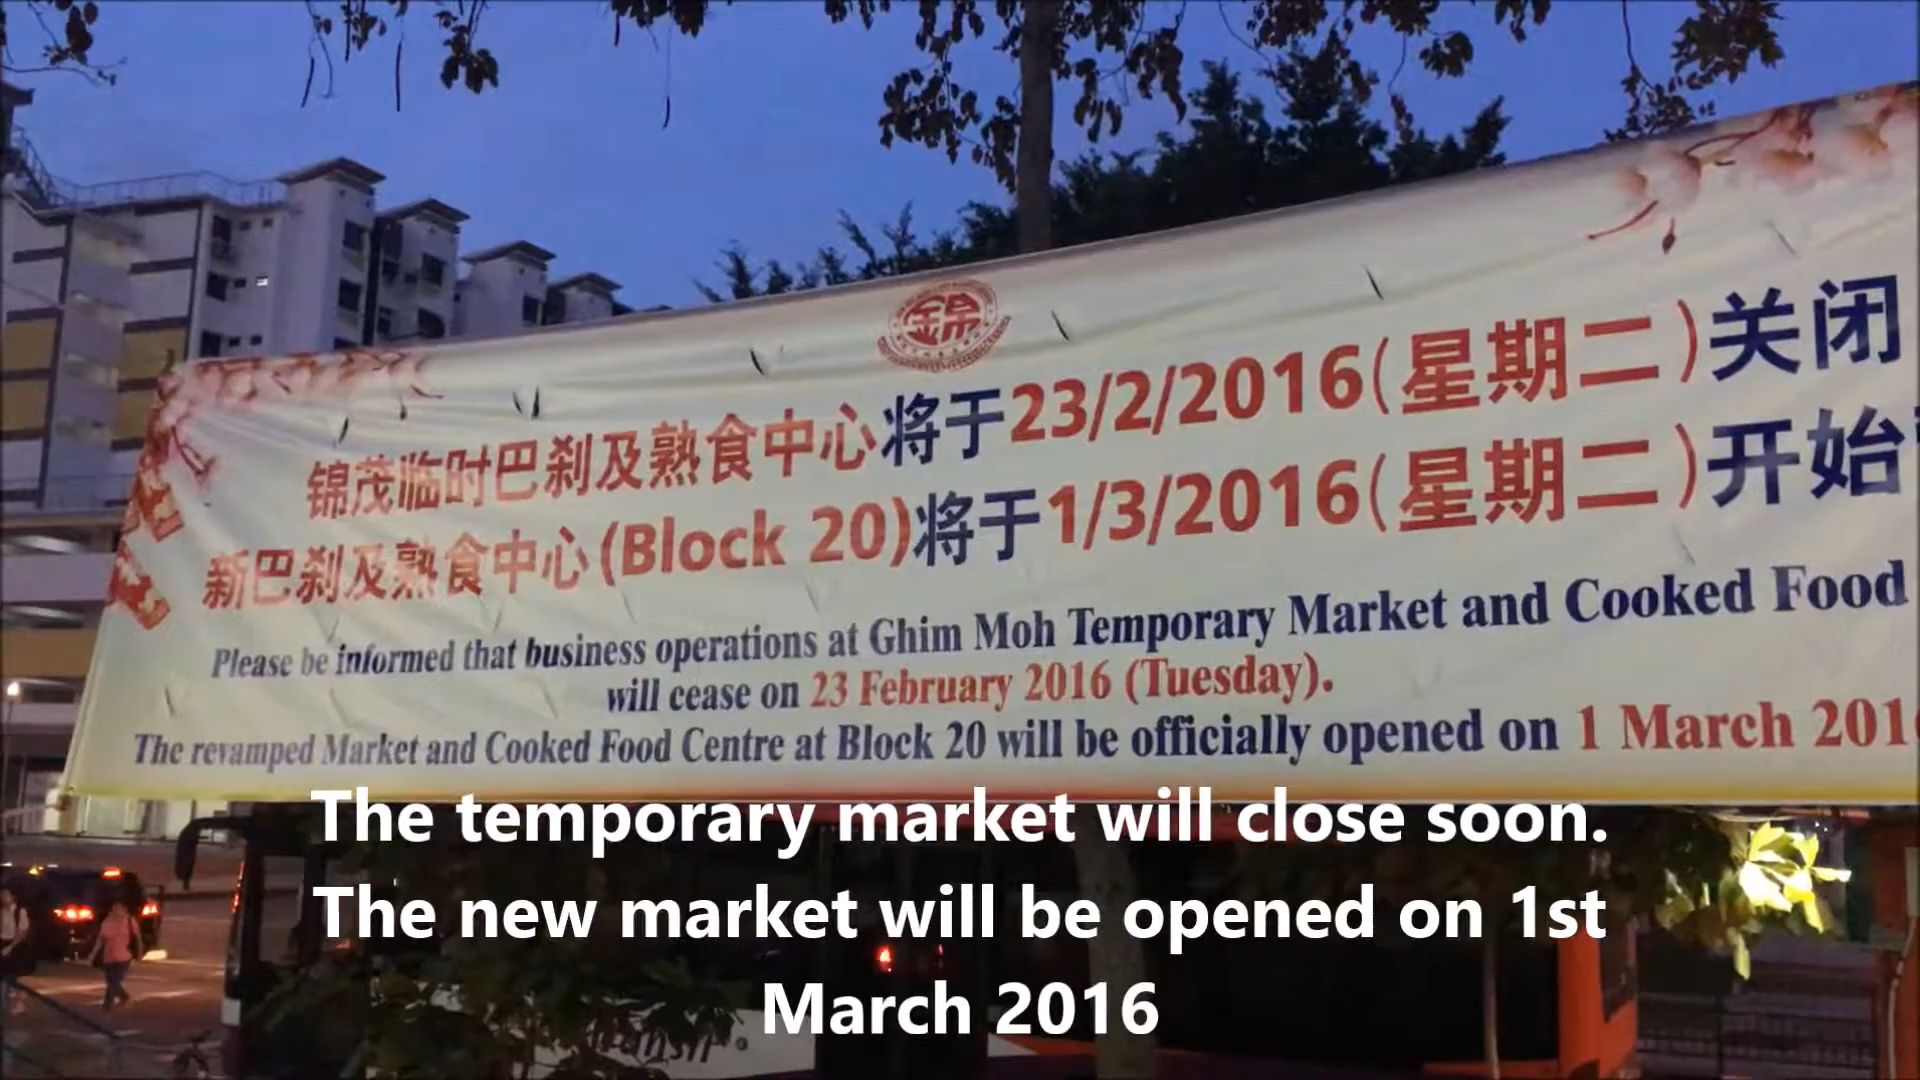 錦
锦茂临时巴刹及熟食中心将于23/2/2016(星期二)关闭
新巴刹及熟食中心(Block 20)将于1/3/2016(星期二)开始
Please be informed that business operations at Ghim Moh Temporary Market and Cooked Food
will cease on 23 February 2016 (Tuesday).
The revamped Market and Cooked Food Centre at Block 20 will be officially opened on 1 March 201
The temporary market will close soon.
The new market will be opened on 1st
March 2016